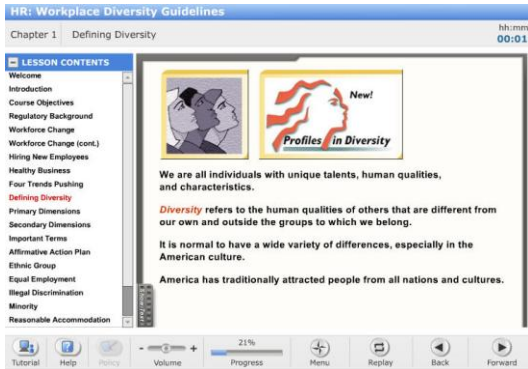 HR: Workplace Diversity Guidelines
Chapter 1 Defining Diversity
hh:mm
00:01
LESSON CONTENTS
Welcome
Introduction
Course Objectives
Regulatory Background
Workforce Change
Workforce Change (cont.)
Hiring New Employees
Healthy Business
Four Trends Pushing
Defining Diversity
Primary Dimensions
Secondary Dimensions
Important Terms
Affirmative Action Plan
Ethnic Group
Equal Employment
Illegal Discrimination
Minority
Reasonable Accommodation
New!
Profiles in Diversity
We are all individuals with unique talents, human qualities,
and characteristics.
Diversity refers to the human qualities of others that are different from
our own and outside the groups to which we belong.
It is normal to have a wide variety of differences, especially in the
American culture.
America has traditionally attracted people from all nations and cultures.
21%
Tutorial Help Policy - + Volume Progress Menu Replay Back Forward